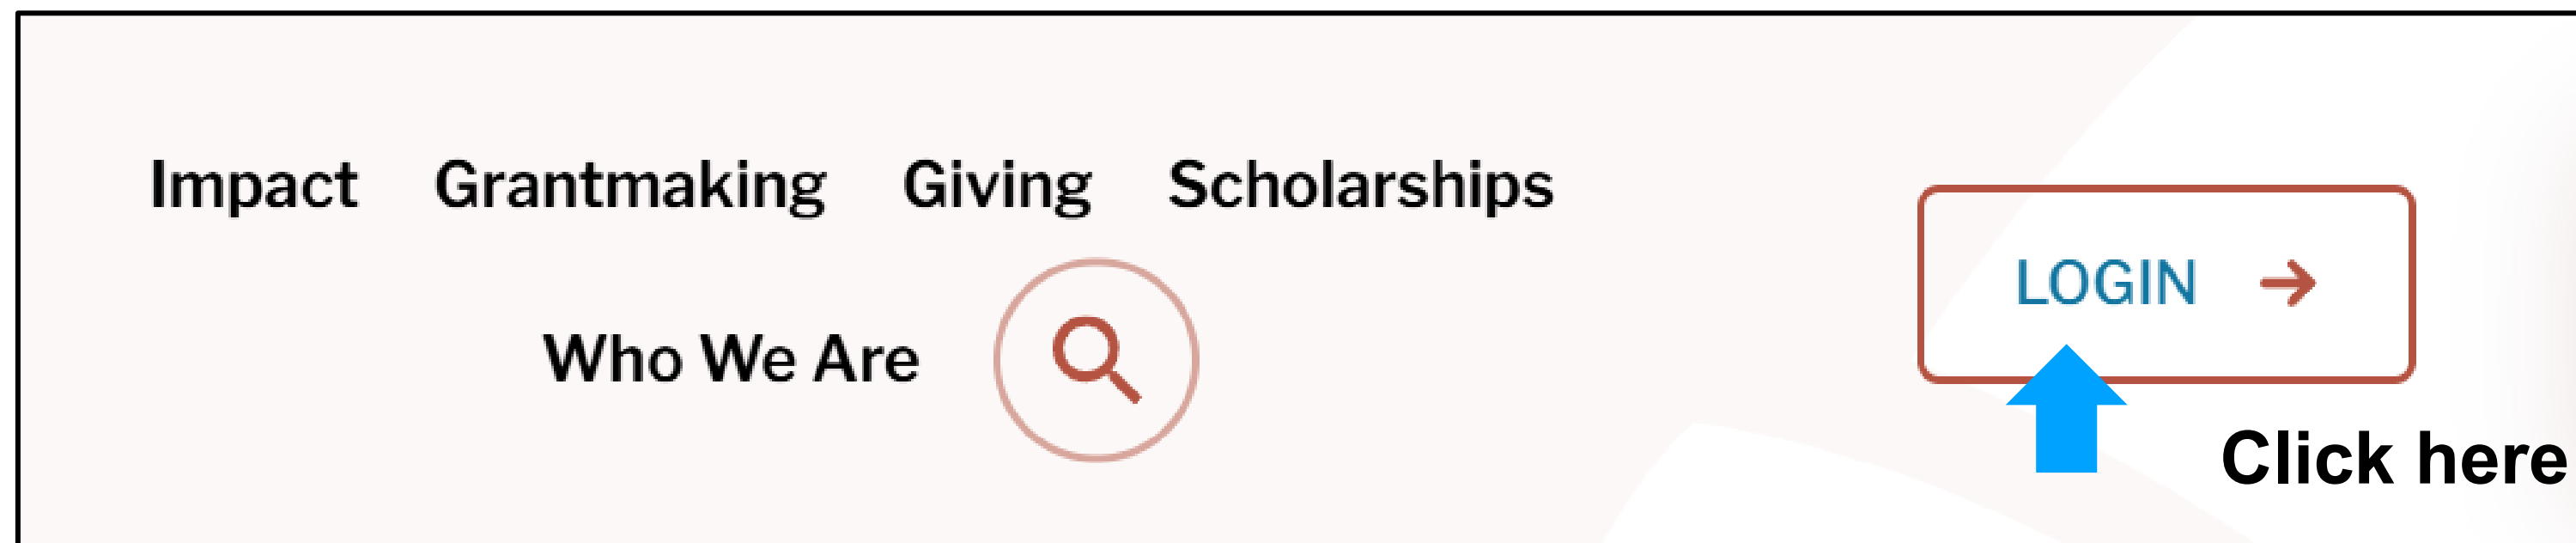 Impact Grantmaking Giving Scholarships
Who We Are
LOGIN
Click here